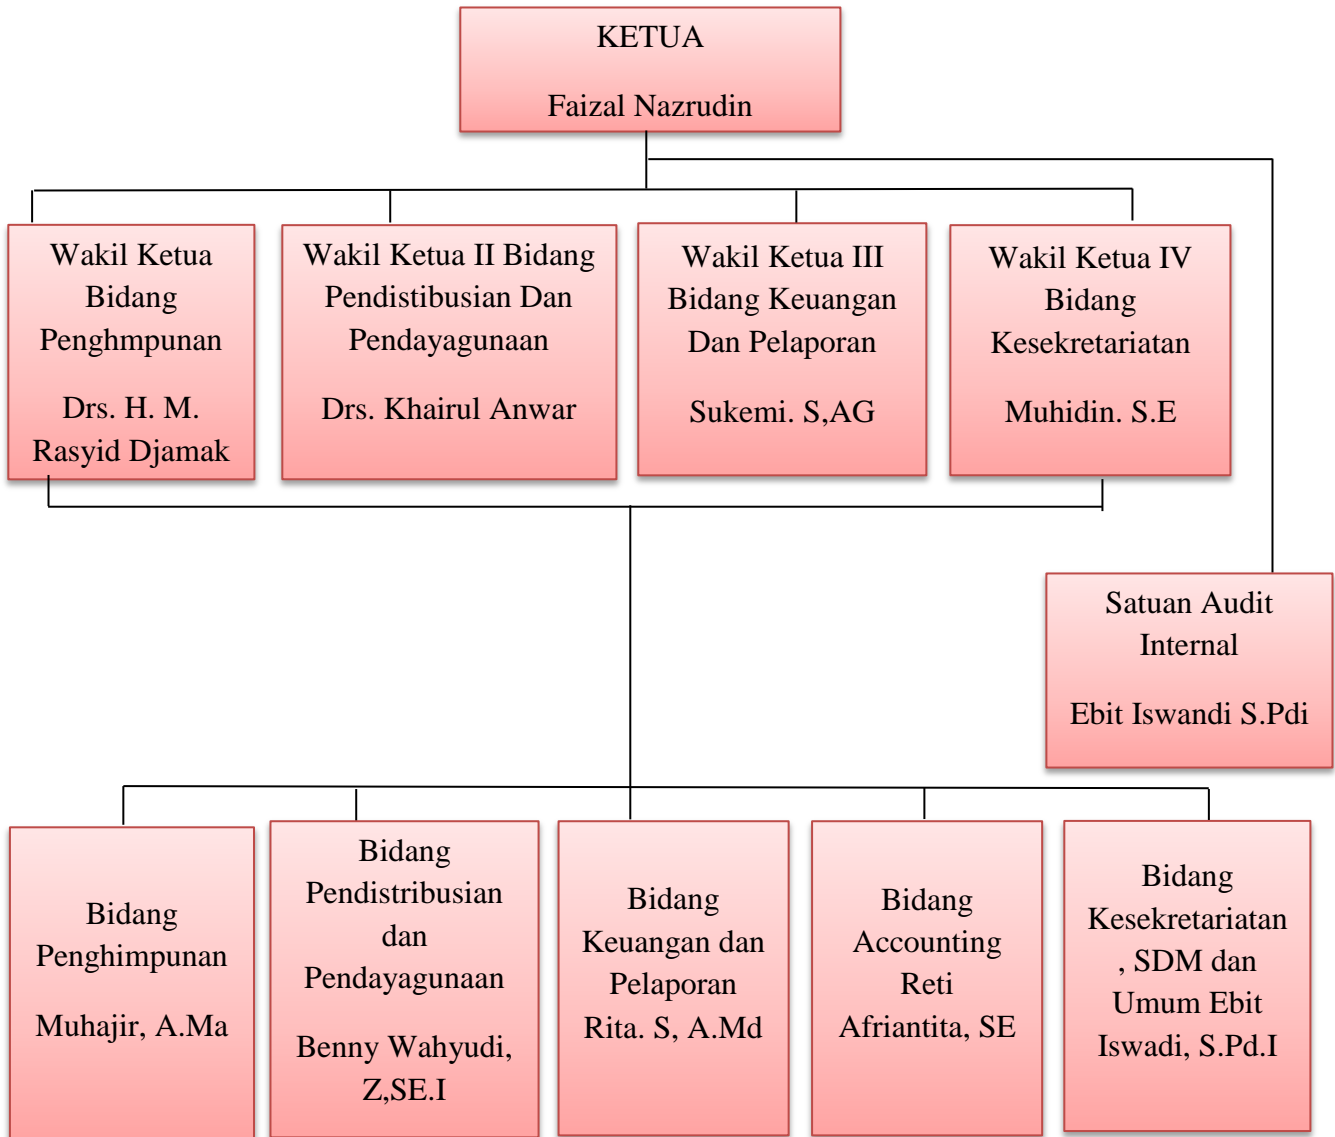 KETUA
Faizal Nazrudin
Wakil Ketua
Bidang
Penghmpunan
Drs. H. M.
Rasyid Djamak
Wakil Ketua II Bidang
Pendistibusian Dan
Pendayagunaan
Drs. Khairul Anwar
Wakil Ketua III
Bidang Keuangan
Dan Pelaporan
Sukemi. S,AG
Wakil Ketua IV
Bidang
Kesekretariatan
Muhidin. S.E
Satuan Audit
Internal
Ebit Iswandi S.Pdi
Bidang
Penghimpunan
Muhajir, A.Ma
Bidang
Pendistribusian
dan
Pendayagunaan
Benny Wahyudi,
Z,SE.I
Bidang
Keuangan dan
Pelaporan
Rita. S, A.Md
Bidang
Accounting
Reti
Afriantita, SE
Bidang
Kesekretariatan
, SDM dan
Umum Ebit
Iswadi, S.Pd.I